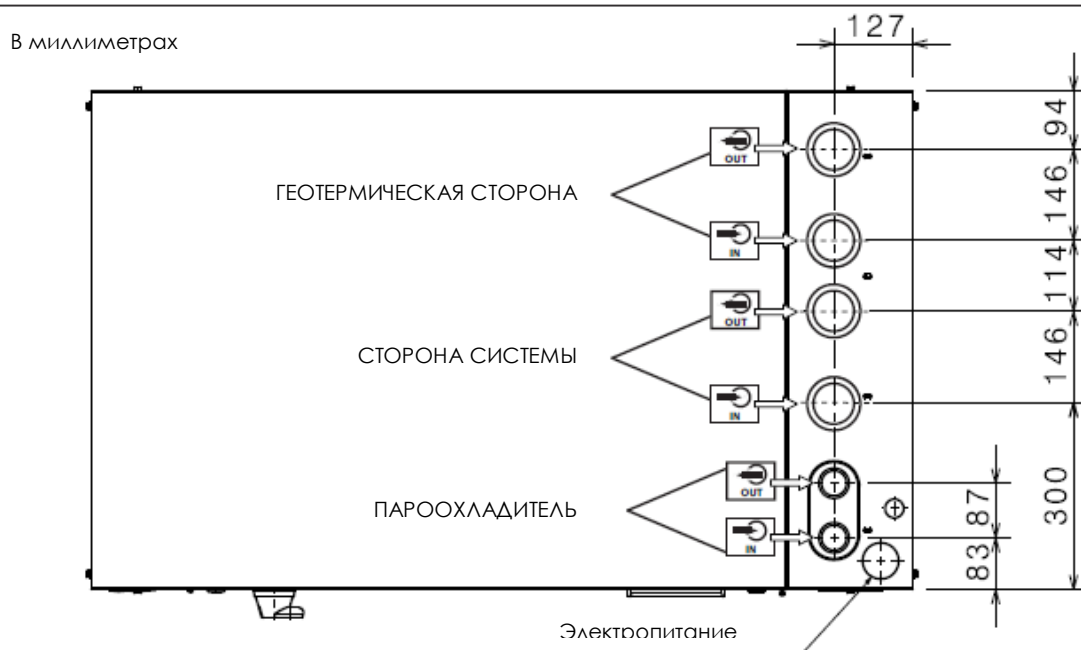 127
В миллиметрах
94
OUT
146
ГЕОТЕРМИЧЕСКАЯ СТОРОНА
IN
114
OUT
146
СТОРОНА СИСТЕМЫ
IN
300
OUT
87
ПАРООХЛАДИТЕЛЬ
IN
83
Электропитание